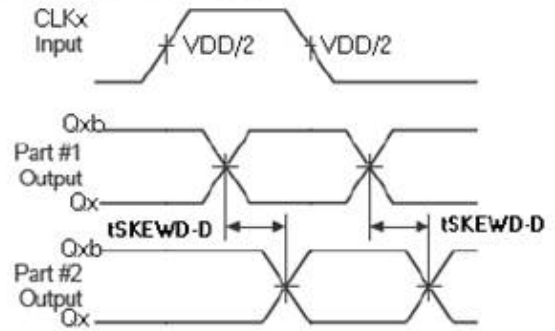 CLKx
Input
VDD/2
VDD/2
Qxb
Part #1
Output
Qx
tSKEWD-D
tSKEWD-D
Qxb
Part #2
Output
Qx